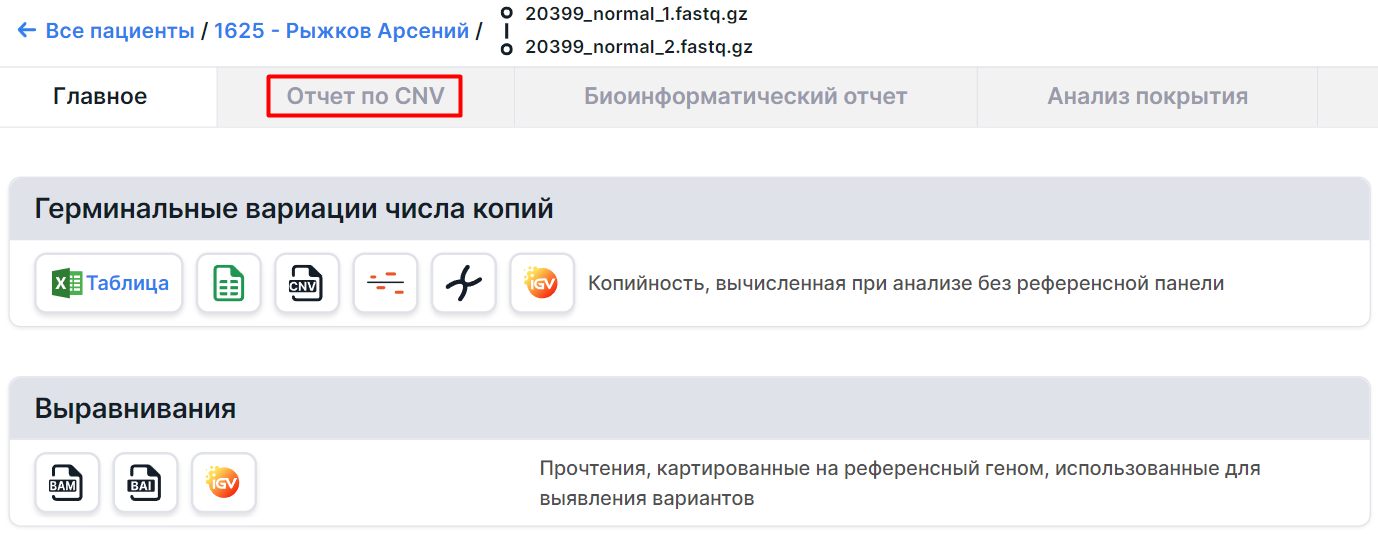 ← Все пациенты / 1625 - Рыжков Арсений /
20399_normal_1.fastq.gz
20399_normal_2.fastq.gz
Главное
Отчет по CNV
Биоинформатический отчет
Анализ покрытия
Герминальные вариации числа копий
X Таблица
CNV
iGV
Копийность, вычисленная при анализе без референсной панели
Выравнивания
BAM
BAI
iGV
Прочтения, картированные на референсный геном, использованные для
выявления вариантов